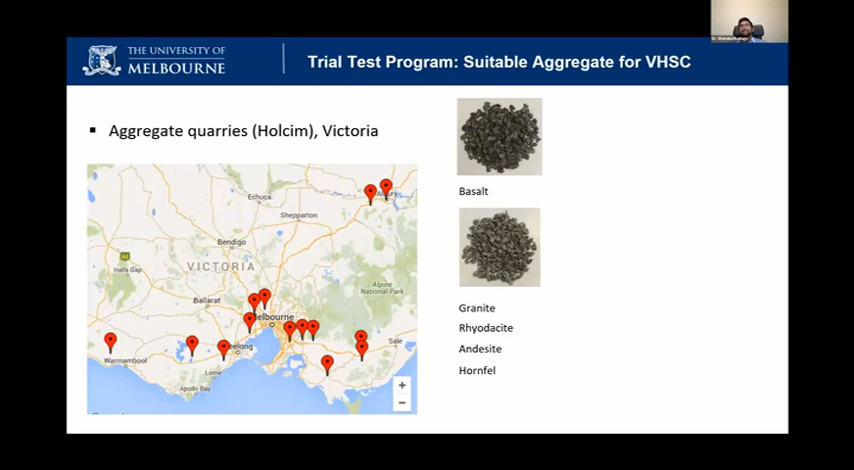 THE UNIVERSITY OF
MELBOURNE
Trial Test Program: Suitable Aggregate for VHSC
Aggregate quarries (Holcim), Victoria
Echuca
Shepparton
Bendigo
Halls Gap
VICTORIA
Alpine
National Park
Ballarat
Melbourne
Sale
Warrnambool
Geelong
Lorne
Apollo Bay
+
−
Basalt
Granite
Rhyodacite
Andesite
Hornfel